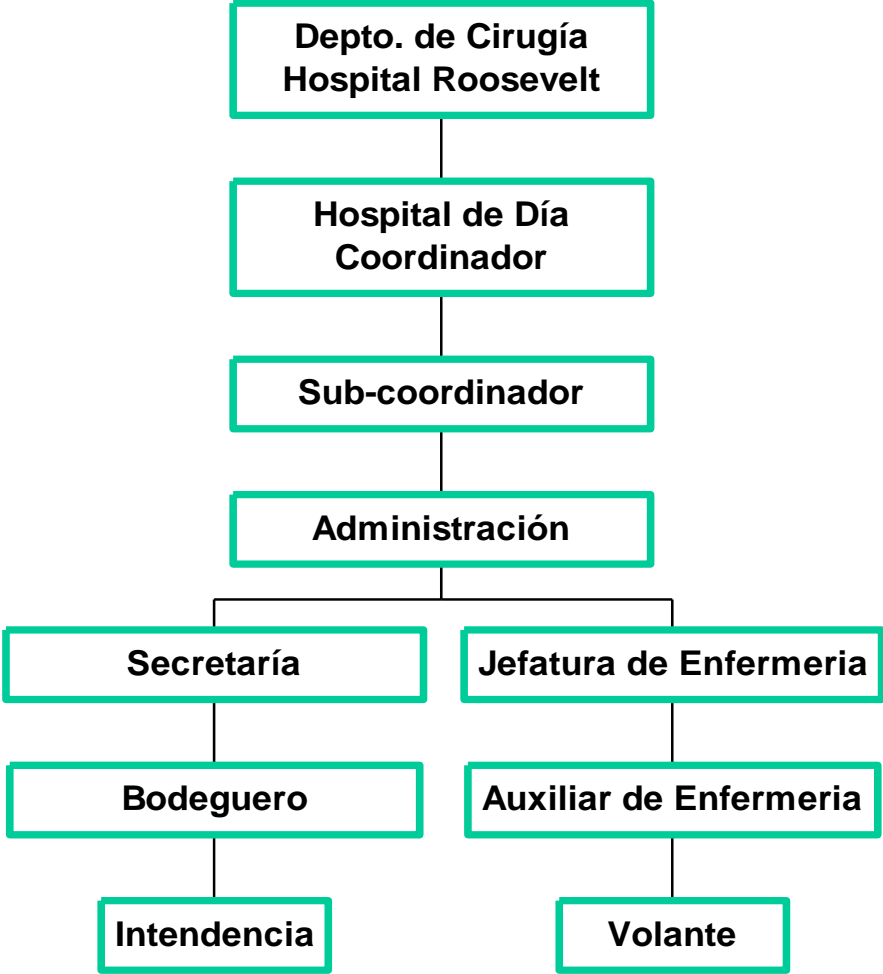 Depto. de Cirugía
Hospital Roosevelt
Hospital de Día
Coordinador
Sub-coordinador
Administración
Secretaría
Jefatura de Enfermeria
Bodeguero
Auxiliar de Enfermeria
Intendencia
Volante